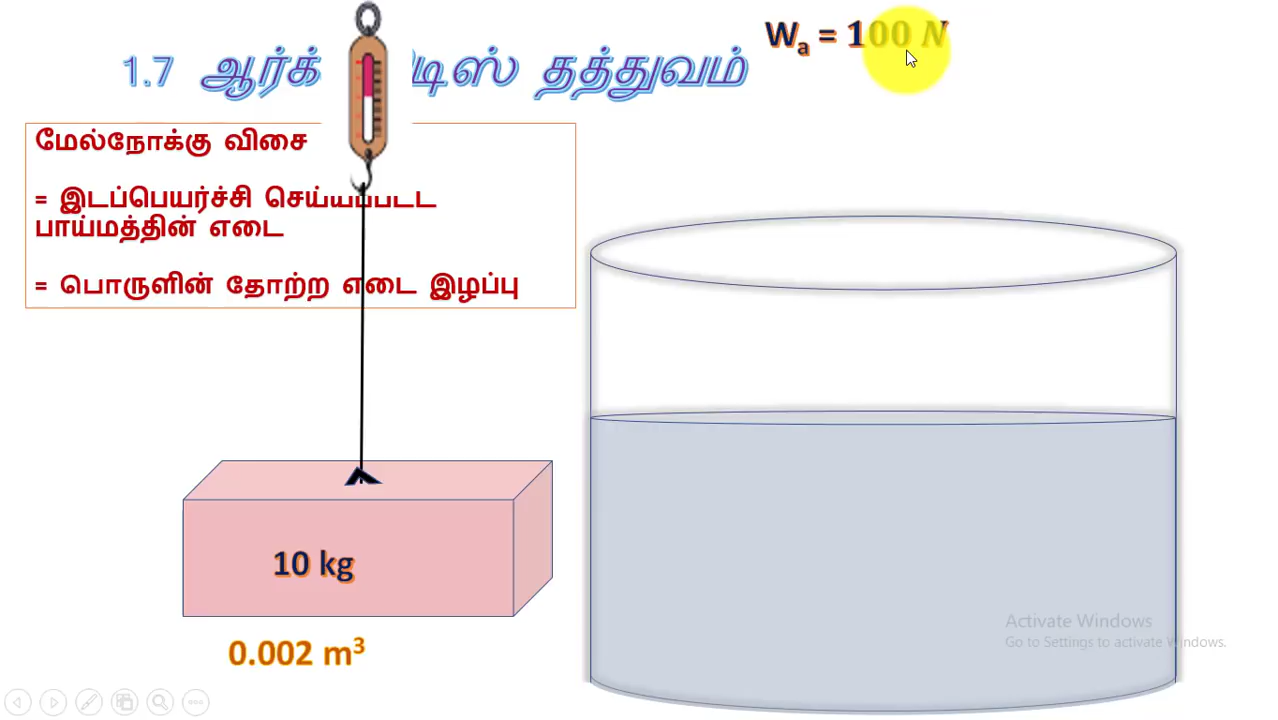 Wₐ = 100 N
1.7 ஆர்க் டிஸ் தத்துவம்
மேல்நோக்கு விசை
= இடப்பெயர்ச்சி செய்யப்பட்ட
பாய்மத்தின் எடை
= பொருளின் தோற்ற எடை இழப்பு
10 kg
0.002 m³
Activate Windows
Go to Settings to activate Windows.